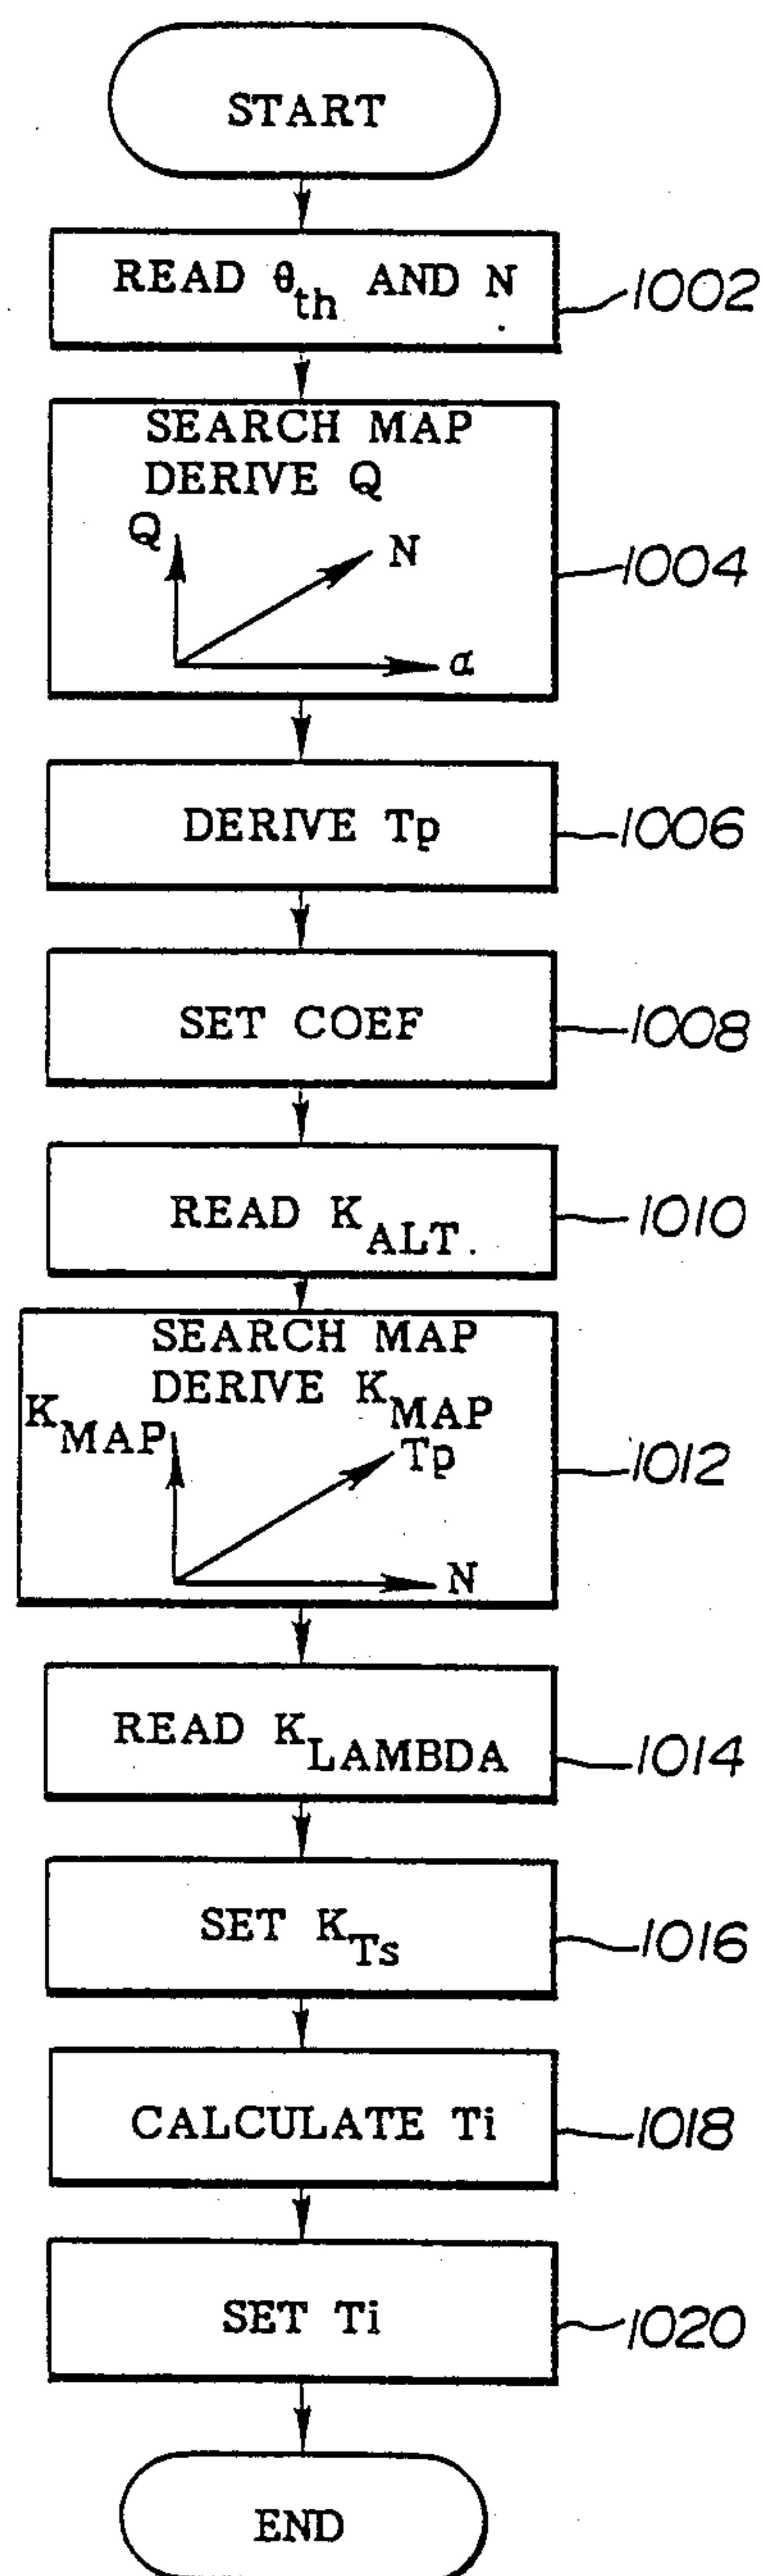 START
READ θth AND N
1002
SEARCH MAP
DERIVE Q
Q
N
α
1004
DERIVE Tp
1006
SET COEF
1008
READ KALT.
1010
SEARCH MAP
DERIVE KMAP
KMAP
Tp
N
1012
READ KLAMBDA
1014
SET KTs
1016
CALCULATE Ti
1018
SET Ti
1020
END